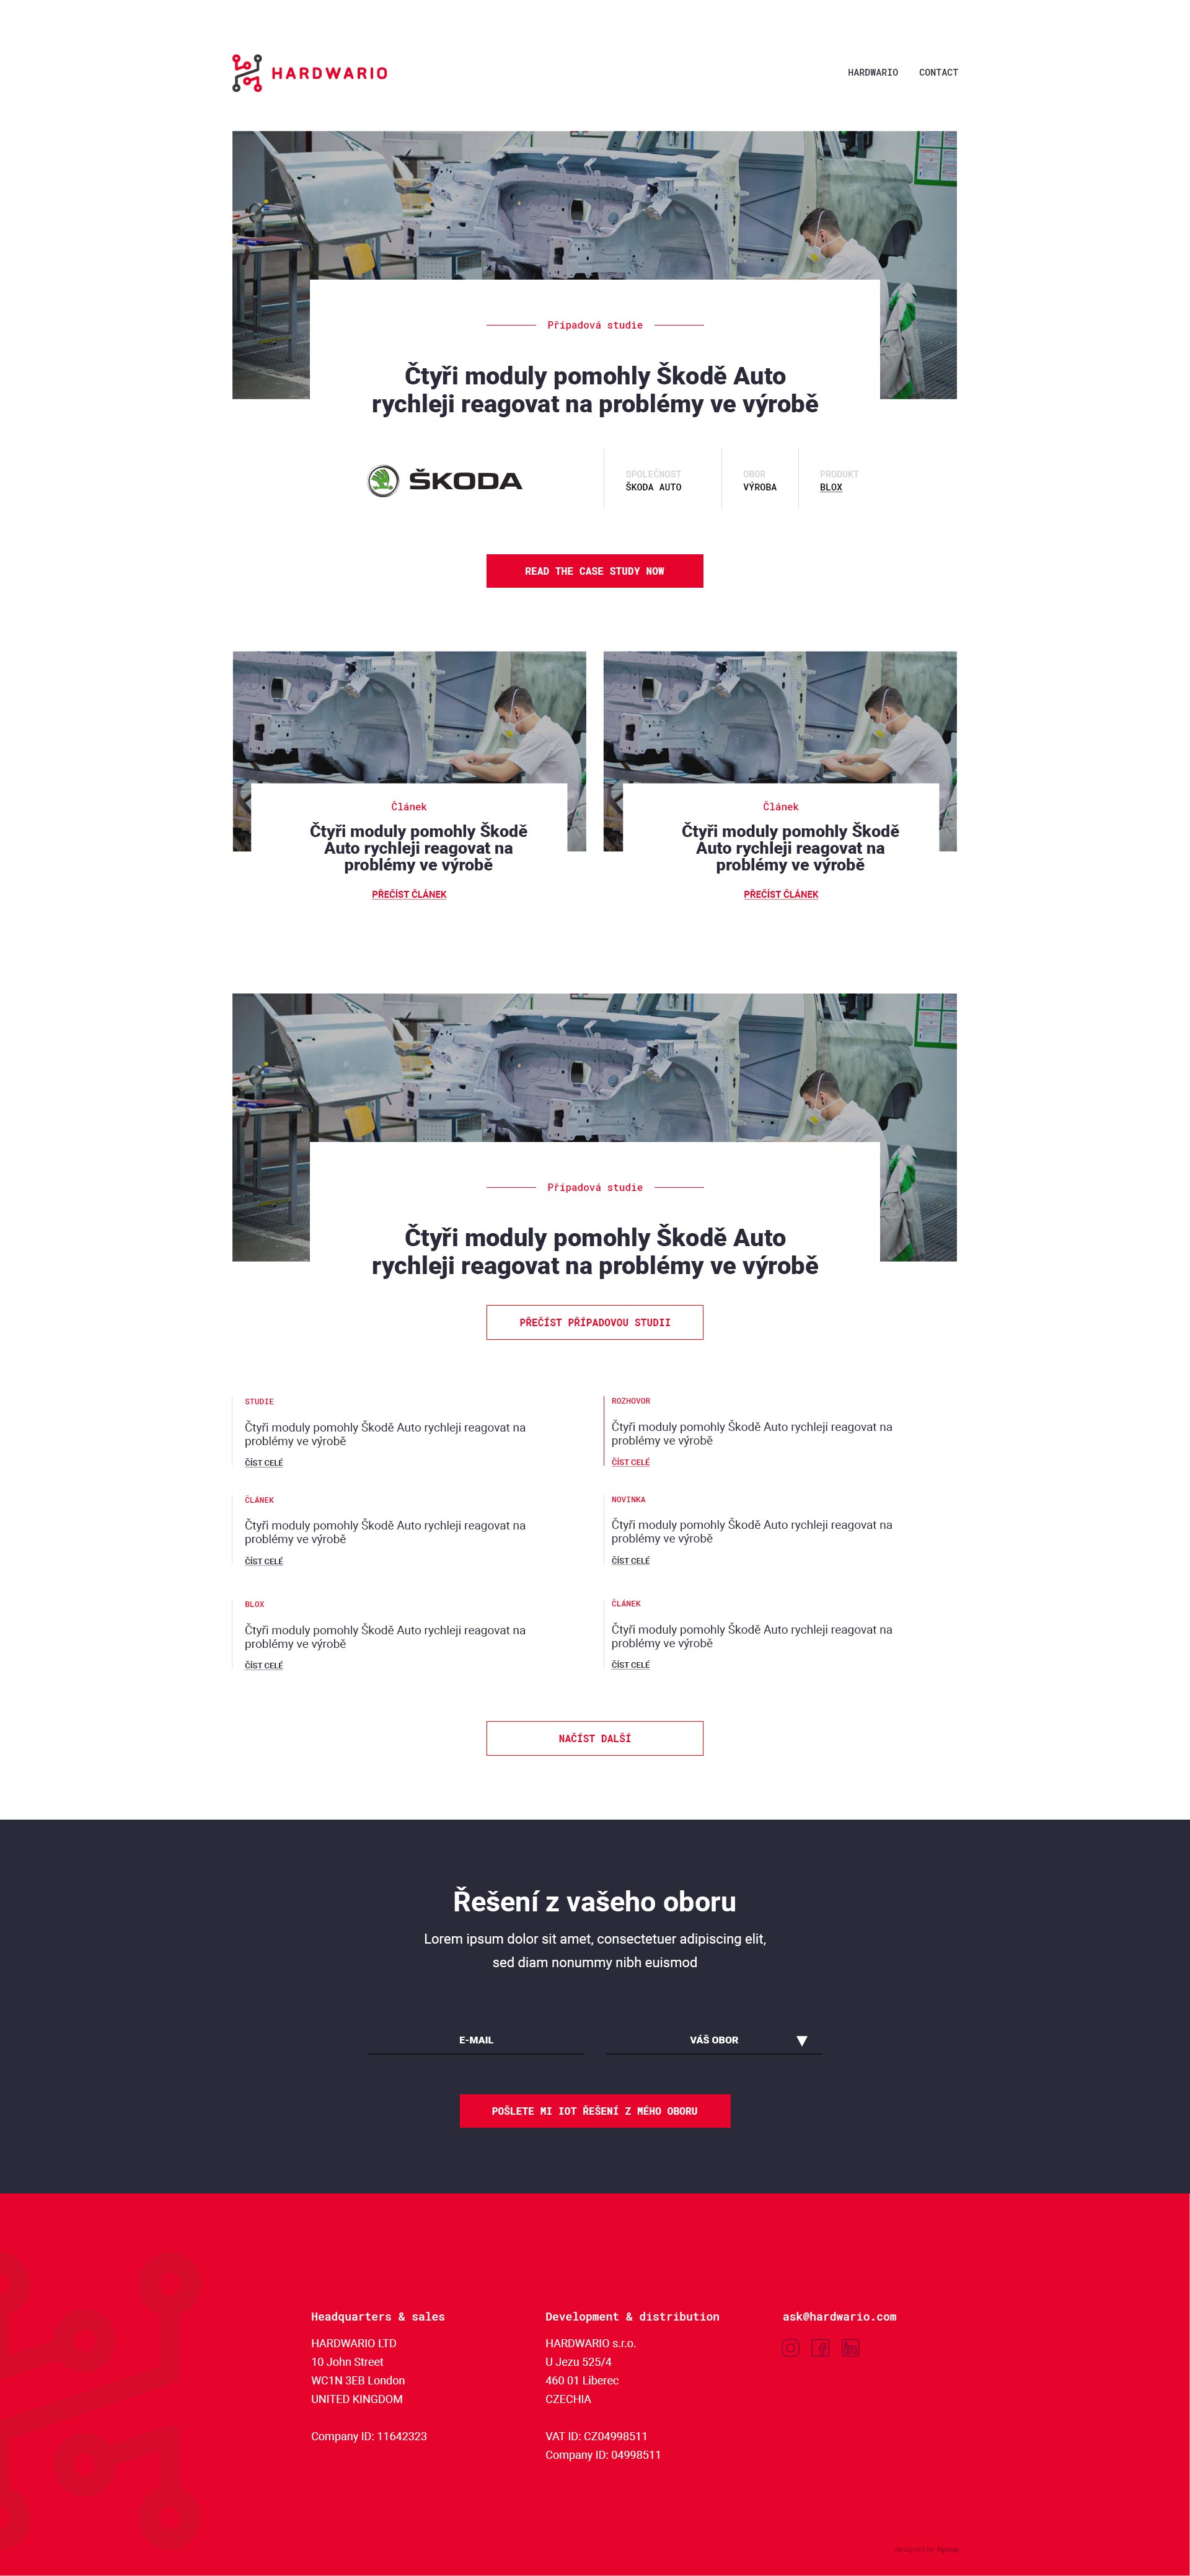 HARDWARIO
HARDWARIO CONTACT
Případová studie
Čtyři moduly pomohly Škodě Auto
rychleji reagovat na problémy ve výrobě
ŠKODA
SPOLEČNOST
ŠKODA AUTO
OBOR
VÝROBA
PRODUKT
BLOX
READ THE CASE STUDY NOW
Článek
Čtyři moduly pomohly Škodě
Auto rychleji reagovat na
problémy ve výrobě
PŘEČÍST ČLÁNEK
Článek
Čtyři moduly pomohly Škodě
Auto rychleji reagovat na
problémy ve výrobě
PŘEČÍST ČLÁNEK
Případová studie
Čtyři moduly pomohly Škodě Auto
rychleji reagovat na problémy ve výrobě
PŘEČÍST PŘÍPADOVOU STUDII
STUDIE
Čtyři moduly pomohly Škodě Auto rychleji reagovat na
problémy ve výrobě
ČÍST CELÉ
ROZHOVOR
Čtyři moduly pomohly Škodě Auto rychleji reagovat na
problémy ve výrobě
ČÍST CELÉ
ČLÁNEK
Čtyři moduly pomohly Škodě Auto rychleji reagovat na
problémy ve výrobě
ČÍST CELÉ
NOVINKA
Čtyři moduly pomohly Škodě Auto rychleji reagovat na
problémy ve výrobě
ČÍST CELÉ
BLOX
Čtyři moduly pomohly Škodě Auto rychleji reagovat na
problémy ve výrobě
ČÍST CELÉ
ČLÁNEK
Čtyři moduly pomohly Škodě Auto rychleji reagovat na
problémy ve výrobě
ČÍST CELÉ
NAČÍST DALŠÍ
Řešení z vašeho oboru
Lorem ipsum dolor sit amet, consectetuer adipiscing elit,
sed diam nonummy nibh euismod
E-MAIL
VÁŠ OBOR
POŠLETE MI IOT ŘEŠENÍ Z MÉHO OBORU
Headquarters & sales
HARDWARIO LTD
10 John Street
WC1N 3EB London
UNITED KINGDOM
Company ID: 11642323
Development & distribution
HARDWARIO s.r.o.
U Jezu 525/4
460 01 Liberec
CZECHIA
VAT ID: CZ04998511
Company ID: 04998511
ask@hardwario.com
Designed by